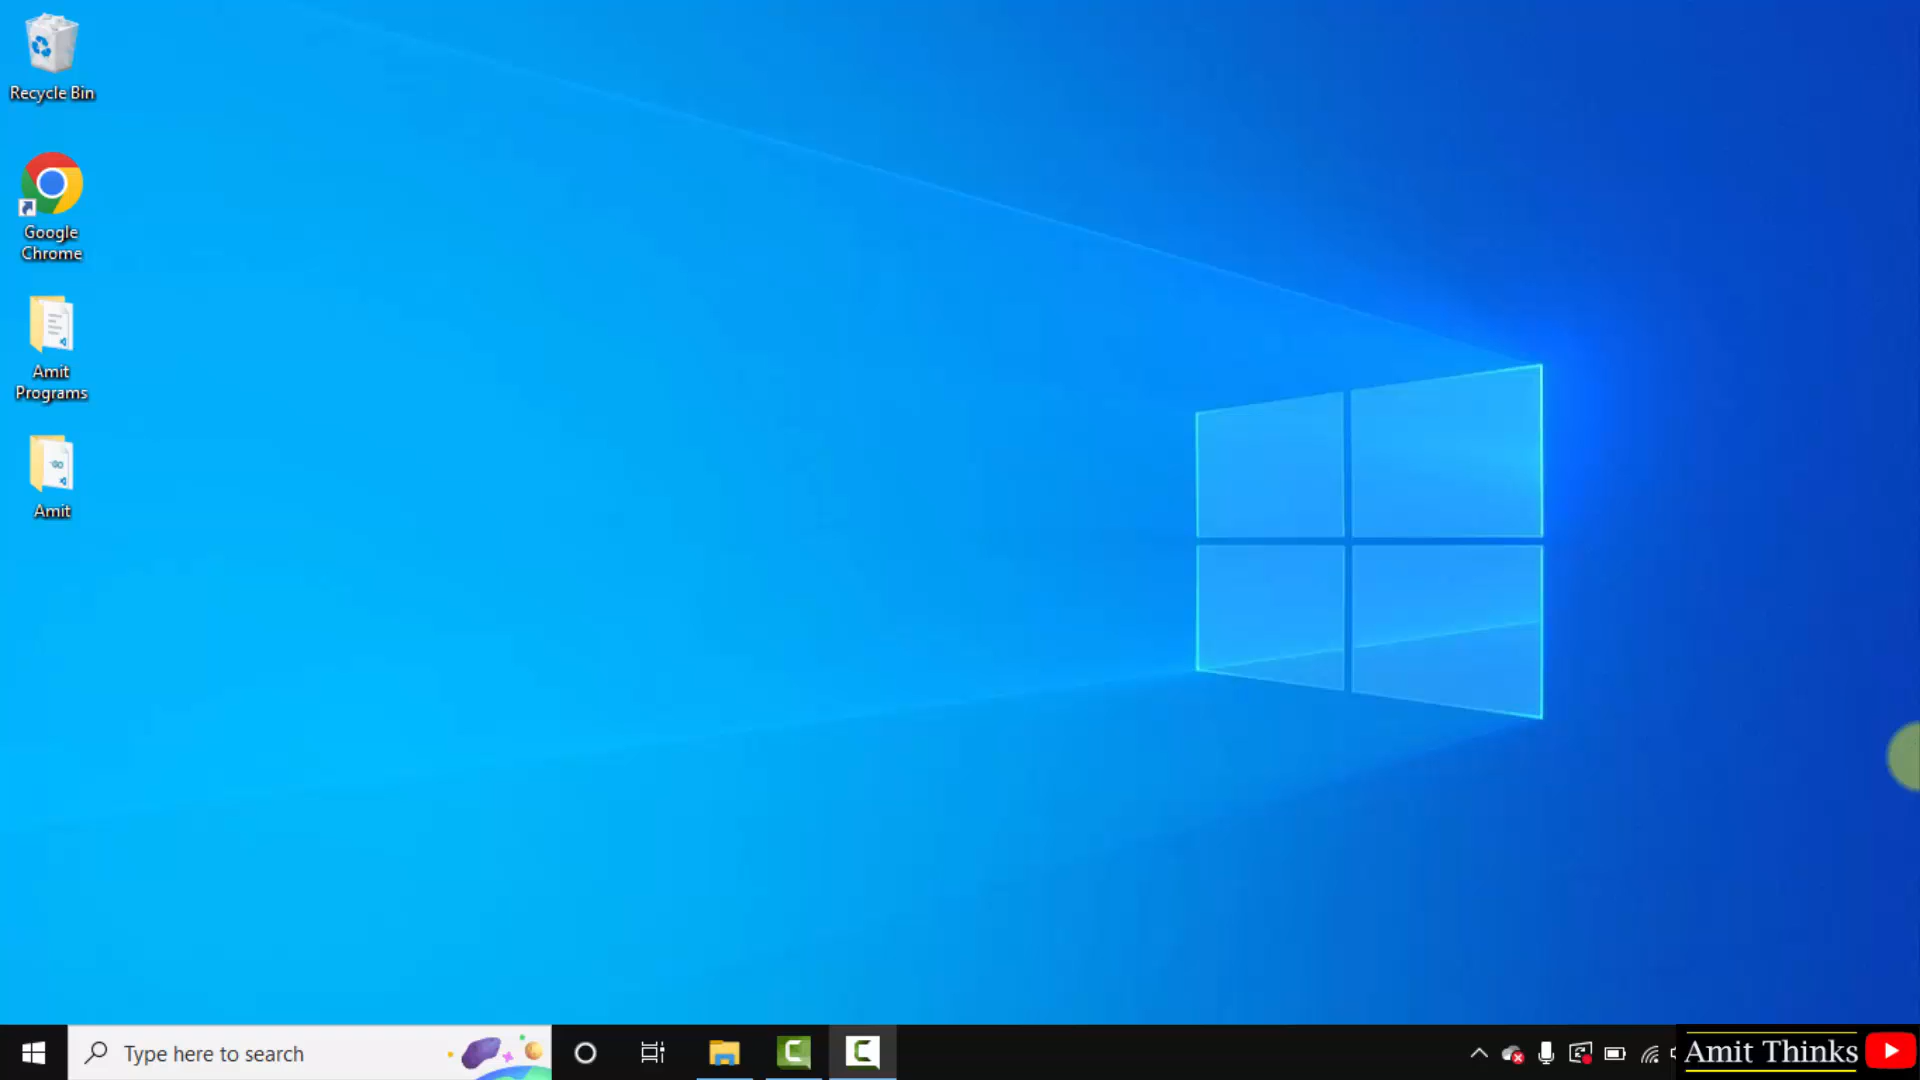 Recycle Bin
Google
Chrome
Amit
Programs
Amit
Type here to search
Amit Thinks